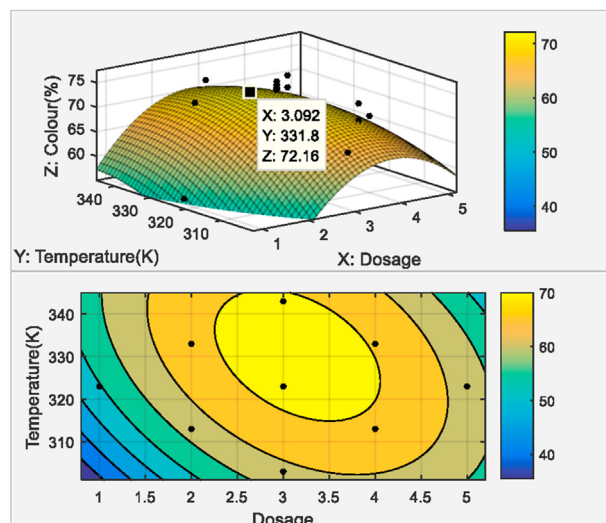 75
70
65
60
Z: Colour(%)
340
330
320
310
Y: Temperature(K)
1
2
3
4
5
X: Dosage
X: 3.092
Y: 331.8
Z: 72.16
70
60
50
40
340
330
320
310
Temperature(K)
1 1.5 2 2.5 3 3.5 4 4.5 5
Dosage
70
60
50
40